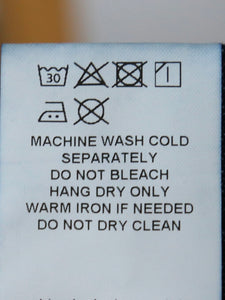 30
MACHINE WASH COLD
SEPARATELY
DO NOT BLEACH
HANG DRY ONLY
WARM IRON IF NEEDED
DO NOT DRY CLEAN